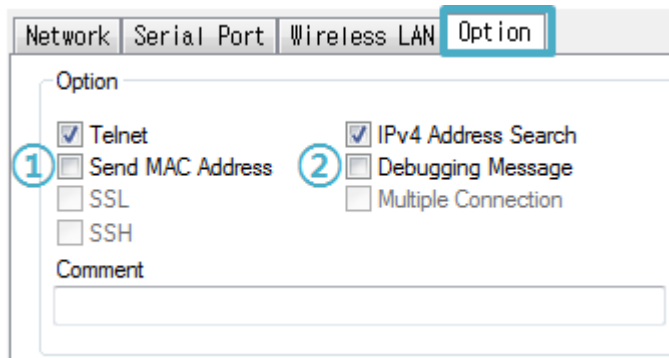 Network Serial Port Wireless LAN Option
Option
Telnet IPv4 Address Search
① Send MAC Address ② Debugging Message
SSL Multiple Connection
SSH
Comment